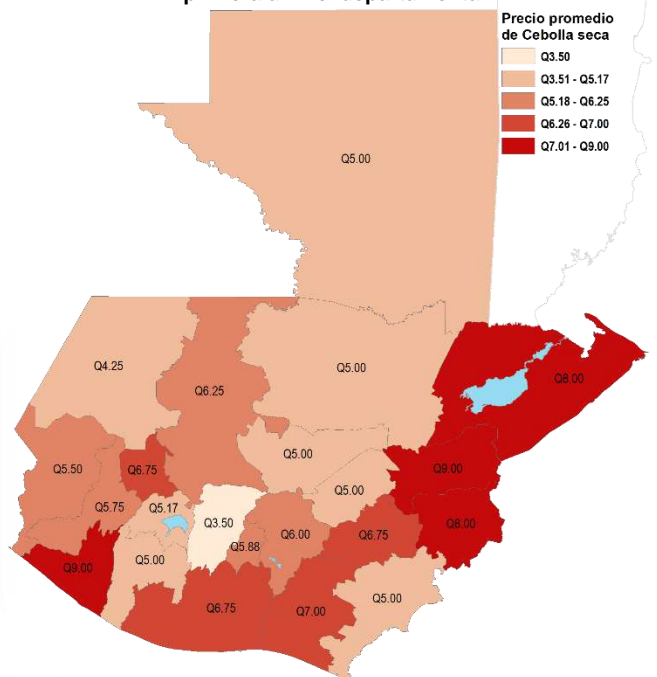 Precio promedio
de Cebolla seca
Q3.50
Q3.51 - Q5.17
Q5.18 - Q6.25
Q6.26 - Q7.00
Q7.01 - Q9.00
Q5.00
Q4.25
Q6.25
Q5.00
Q8.00
Q5.50
Q6.75
Q5.00
Q9.00
Q5.75
Q5.17
Q3.50
Q5.00
Q6.00
Q6.75
Q8.00
Q5.88
Q9.00
Q5.00
Q6.75
Q7.00
Q5.00